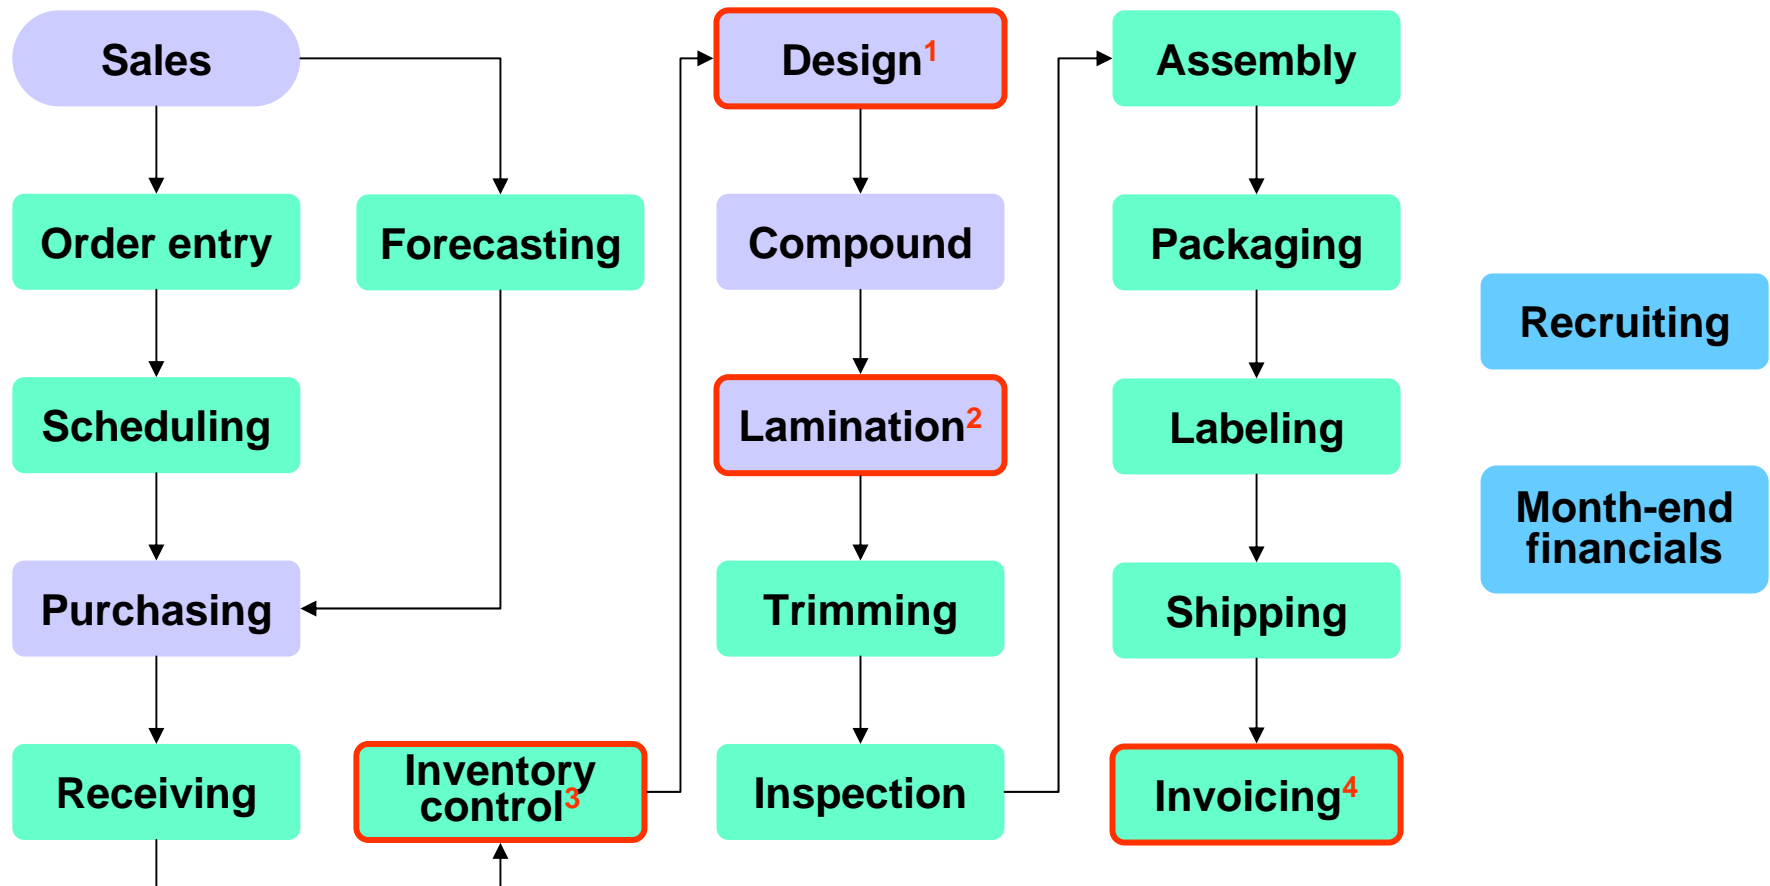 Sales
Order entry
Scheduling
Purchasing
Receiving
Forecasting
Inventory
control³
Design¹
Compound
Lamination²
Trimming
Inspection
Assembly
Packaging
Labeling
Shipping
Invoicing⁴
Recruiting
Month-end
financials